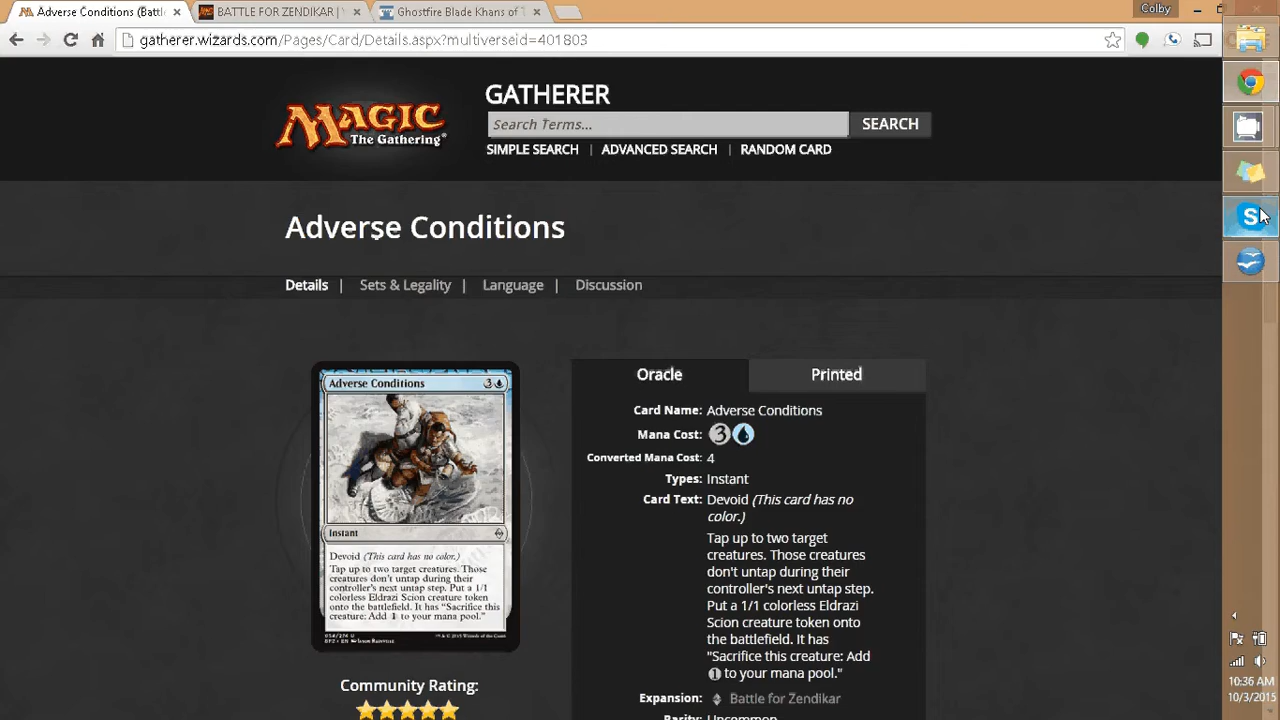 Adverse Conditions (Battl
BATTLE FOR ZENDIKAR |
Ghostfire Blade Khans of T
Colby
gatherer.wizards.com/Pages/Card/Details.aspx?multiverseid=401803
MAGIC
The Gathering®
GATHERER
Search Terms...
SEARCH
SIMPLE SEARCH | ADVANCED SEARCH | RANDOM CARD
Adverse Conditions
Details | Sets & Legality | Language | Discussion
Adverse Conditions 3
Instant
Devoid (This card has no color.)
Tap up to two target creatures. Those
creatures don't untap during their
controller's next untap step. Put a 1/1
colorless Eldrazi Scion creature token
onto the battlefield. It has "Sacrifice this
creature: Add 1 to your mana pool."
Oracle
Printed
Card Name: Adverse Conditions
Mana Cost: 3
Converted Mana Cost: 4
Types: Instant
Card Text: Devoid (This card has no
color.)
Tap up to two target
creatures. Those creatures
don't untap during their
controller's next untap step.
Put a 1/1 colorless Eldrazi
Scion creature token onto
the battlefield. It has
"Sacrifice this creature: Add
1 to your mana pool."
Expansion: Battle for Zendikar
Rarity: Uncommon
Community Rating:
S
10:36 AM
10/3/2015